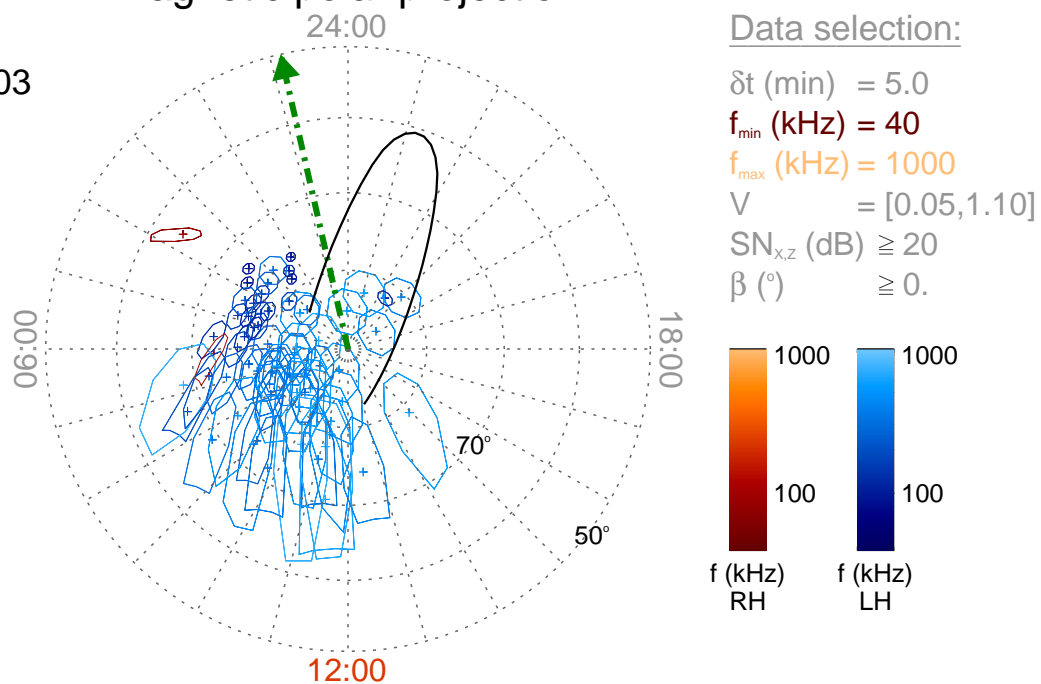 24:00
03
06:00
18:00
70°
50°
12:00
Data selection:
δt (min) = 5.0
fmin (kHz) = 40
fmax (kHz) = 1000
V = [0.05,1.10]
SNx,z (dB) ≧ 20
β (°) ≧ 0.
1000 1000
100 100
f (kHz) f (kHz)
RH LH